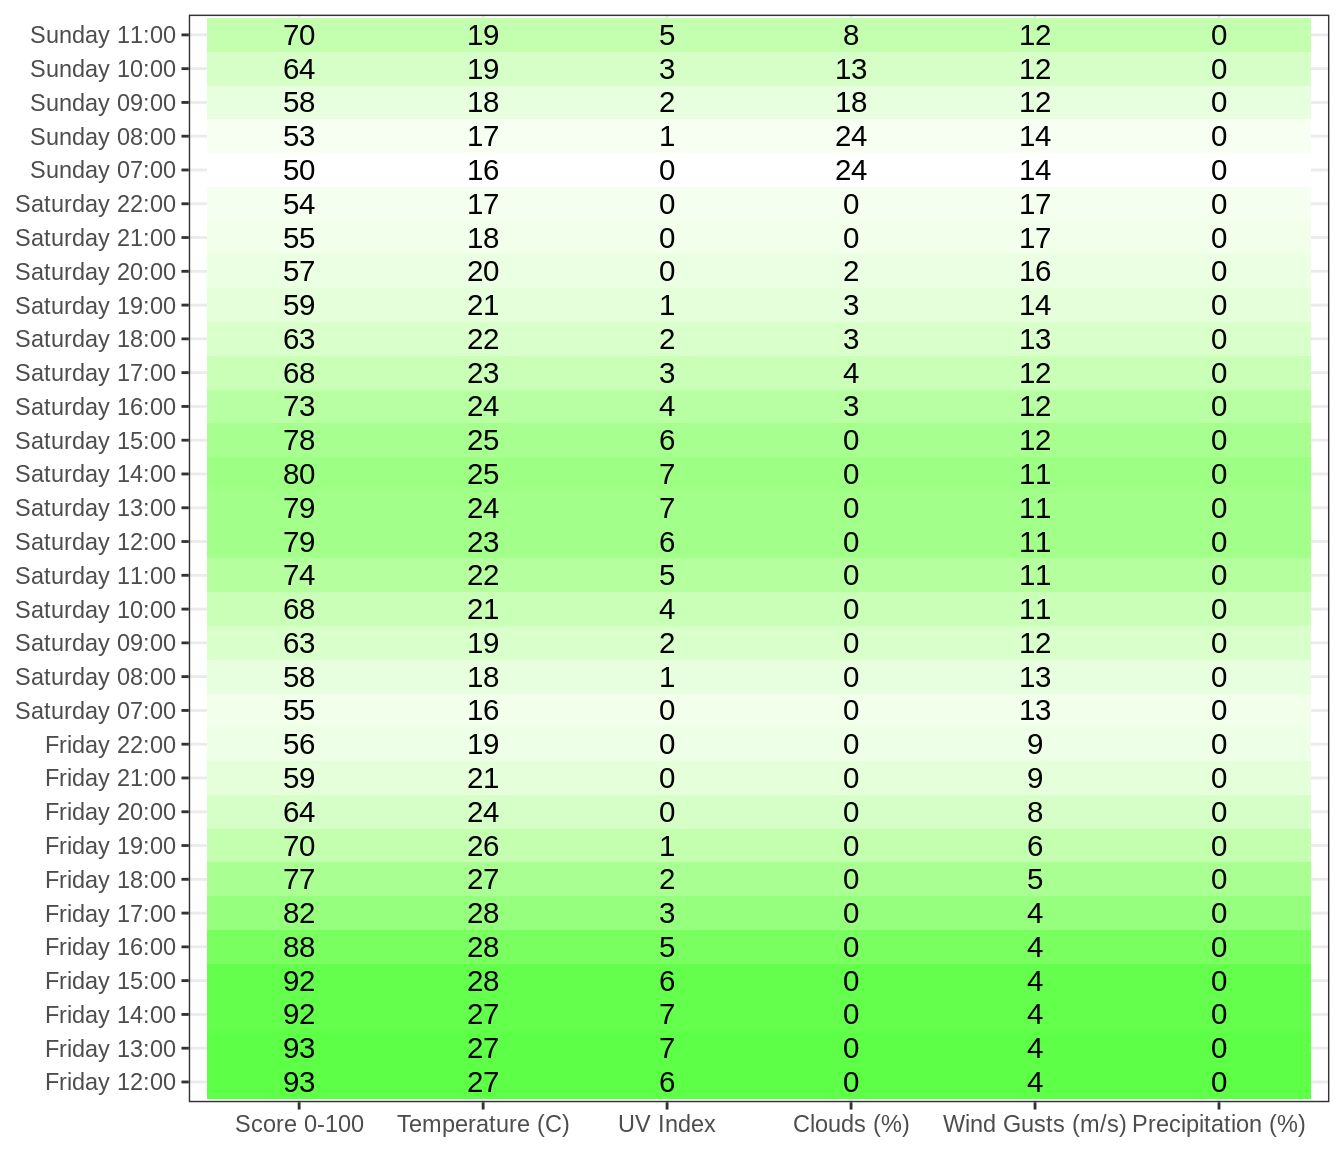 Sunday 11:00 70 19 5 8 12 0
Sunday 10:00 64 19 3 13 12 0
Sunday 09:00 58 18 2 18 12 0
Sunday 08:00 53 17 1 24 14 0
Sunday 07:00 50 16 0 24 14 0
Saturday 22:00 54 17 0 0 17 0
Saturday 21:00 55 18 0 0 17 0
Saturday 20:00 57 20 0 2 16 0
Saturday 19:00 59 21 1 3 14 0
Saturday 18:00 63 22 2 3 13 0
Saturday 17:00 68 23 3 4 12 0
Saturday 16:00 73 24 4 3 12 0
Saturday 15:00 78 25 6 0 12 0
Saturday 14:00 80 25 7 0 11 0
Saturday 13:00 79 24 7 0 11 0
Saturday 12:00 79 23 6 0 11 0
Saturday 11:00 74 22 5 0 11 0
Saturday 10:00 68 21 4 0 11 0
Saturday 09:00 63 19 2 0 12 0
Saturday 08:00 58 18 1 0 13 0
Saturday 07:00 55 16 0 0 13 0
Friday 22:00 56 19 0 0 9 0
Friday 21:00 59 21 0 0 9 0
Friday 20:00 64 24 0 0 8 0
Friday 19:00 70 26 1 0 6 0
Friday 18:00 77 27 2 0 5 0
Friday 17:00 82 28 3 0 4 0
Friday 16:00 88 28 5 0 4 0
Friday 15:00 92 28 6 0 4 0
Friday 14:00 92 27 7 0 4 0
Friday 13:00 93 27 7 0 4 0
Friday 12:00 93 27 6 0 4 0
Score 0-100 Temperature (C) UV Index Clouds (%) Wind Gusts (m/s) Precipitation (%)